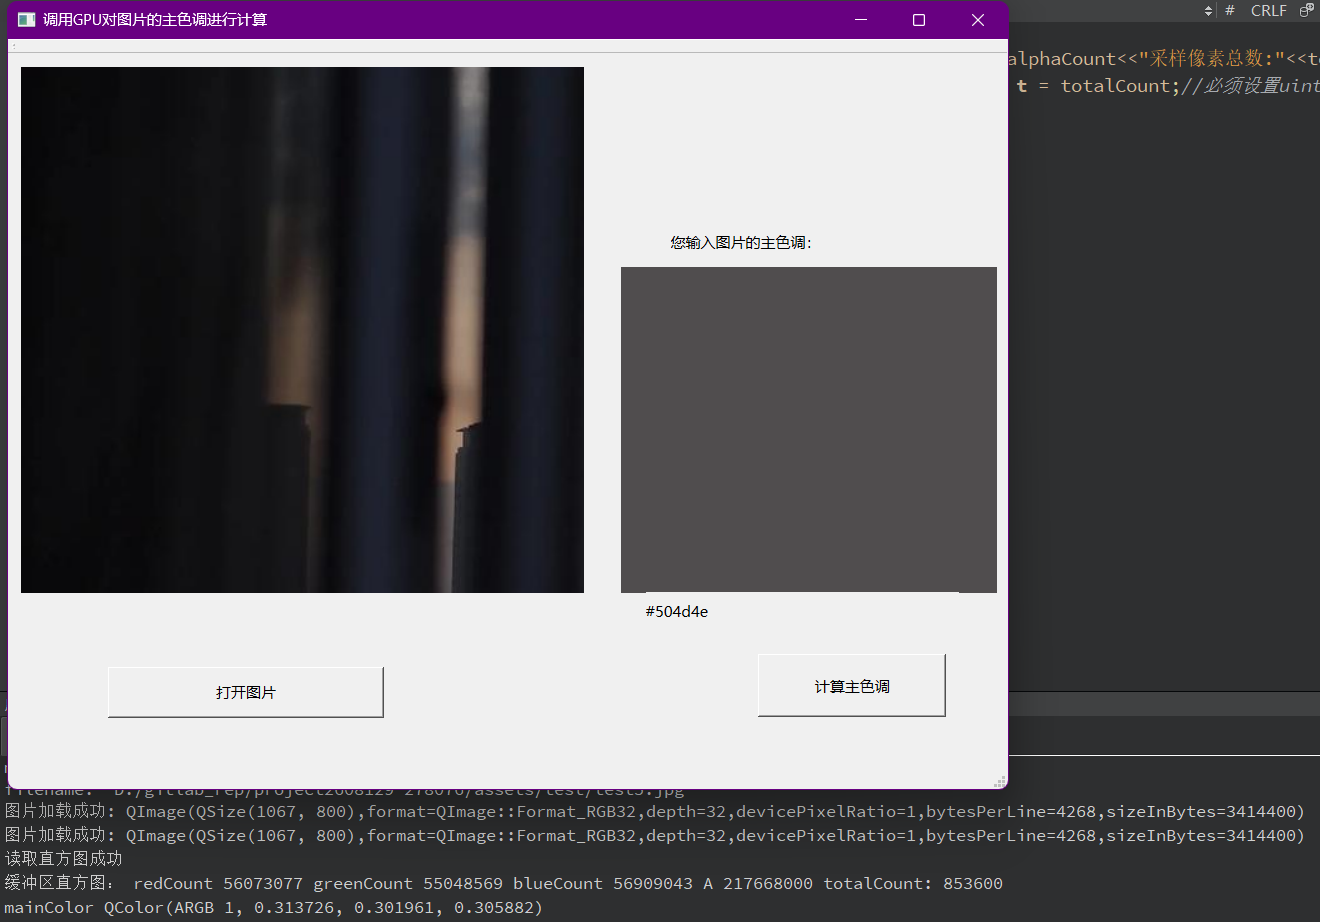 调用GPU对图片的主色调进行计算
# CRLF
alphaCount<<"采样像素总数:"<<to
t = totalCount;//必须设置uint
您输入图片的主色调:
#504d4e
打开图片
计算主色调
图片加载成功: QImage(QSize(1067, 800),format=QImage::Format_RGB32,depth=32,devicePixelRatio=1,bytesPerLine=4268,sizeInBytes=3414400)
图片加载成功: QImage(QSize(1067, 800),format=QImage::Format_RGB32,depth=32,devicePixelRatio=1,bytesPerLine=4268,sizeInBytes=3414400)
读取直方图成功
缓冲区直方图: redCount 56073077 greenCount 55048569 blueCount 56909043 A 217668000 totalCount: 853600
mainColor QColor(ARGB 1, 0.313726, 0.301961, 0.305882)